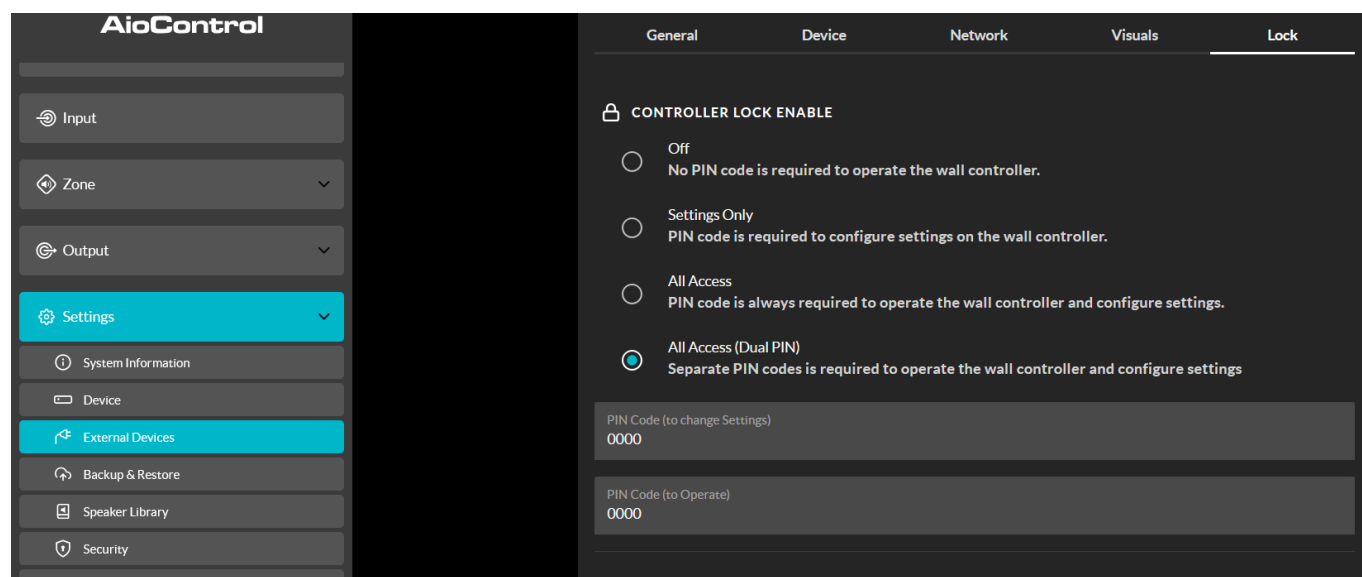 AioControl
Input
Zone
Output
Settings
System Information
Device
External Devices
Backup & Restore
Speaker Library
Security
General Device Network Visuals Lock
CONTROLLER LOCK ENABLE
Off
No PIN code is required to operate the wall controller.
Settings Only
PIN code is required to configure settings on the wall controller.
All Access
PIN code is always required to operate the wall controller and configure settings.
All Access (Dual PIN)
Separate PIN codes is required to operate the wall controller and configure settings
PIN Code (to change Settings)
0000
PIN Code (to Operate)
0000